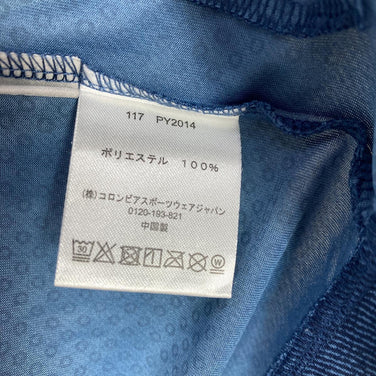 117 PY2014
ポリエステル 100%
(株)コロンビアスポーツウェアジャパン
0120-193-821
中国製
30
W